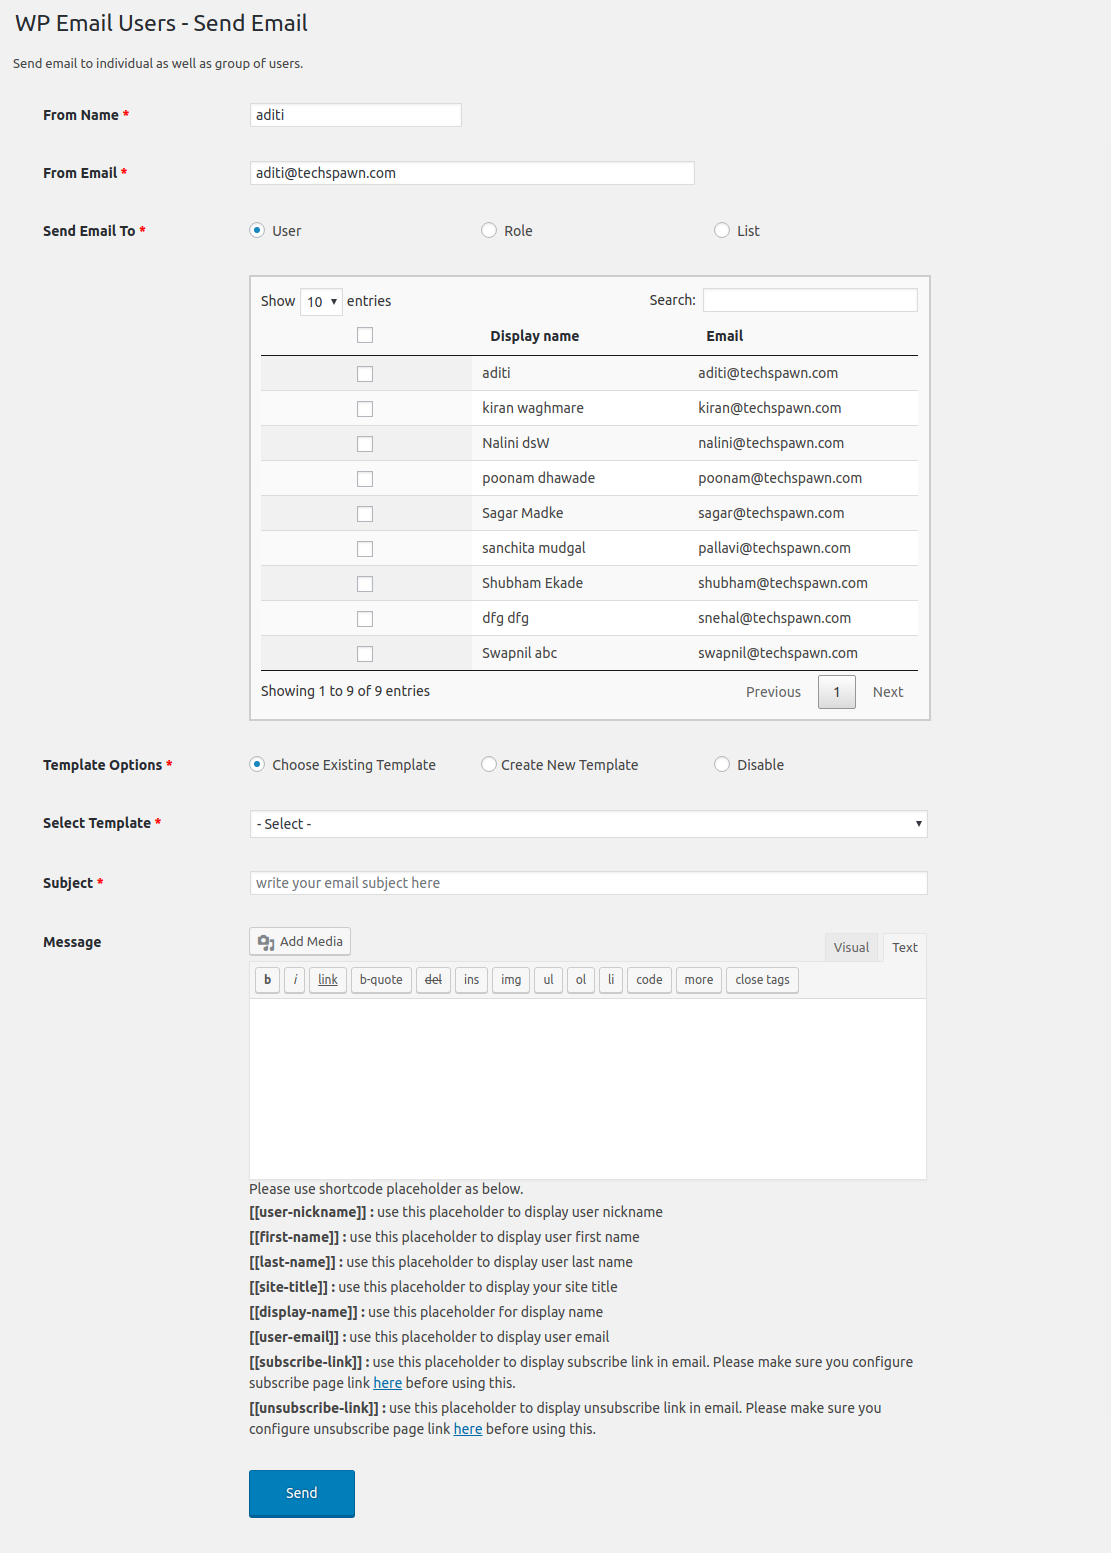 WP Email Users - Send Email
Send email to individual as well as group of users.
From Name *
aditi
From Email *
aditi@techspawn.com
Send Email To *
User
Role
List
Show 10 entries
Search:
Display name
Email
aditi
aditi@techspawn.com
kiran waghmare
kiran@techspawn.com
Nalini dsW
nalini@techspawn.com
poonam dhawade
poonam@techspawn.com
Sagar Madke
sagar@techspawn.com
sanchita mudgal
pallavi@techspawn.com
Shubham Ekade
shubham@techspawn.com
dfg dfg
snehal@techspawn.com
Swapnil abc
swapnil@techspawn.com
Showing 1 to 9 of 9 entries
Previous
1
Next
Template Options *
Choose Existing Template
Create New Template
Disable
Select Template *
- Select -
Subject *
write your email subject here
Message
Add Media
Visual
Text
b
i
link
b-quote
del
ins
img
ul
ol
li
code
more
close tags
Please use shortcode placeholder as below.
[[user-nickname]] : use this placeholder to display user nickname
[[first-name]] : use this placeholder to display user first name
[[last-name]] : use this placeholder to display user last name
[[site-title]] : use this placeholder to display your site title
[[display-name]] : use this placeholder for display name
[[user-email]] : use this placeholder to display user email
[[subscribe-link]] : use this placeholder to display subscribe link in email. Please make sure you configure
subscribe page link here before using this.
[[unsubscribe-link]] : use this placeholder to display unsubscribe link in email. Please make sure you
configure unsubscribe page link here before using this.
Send